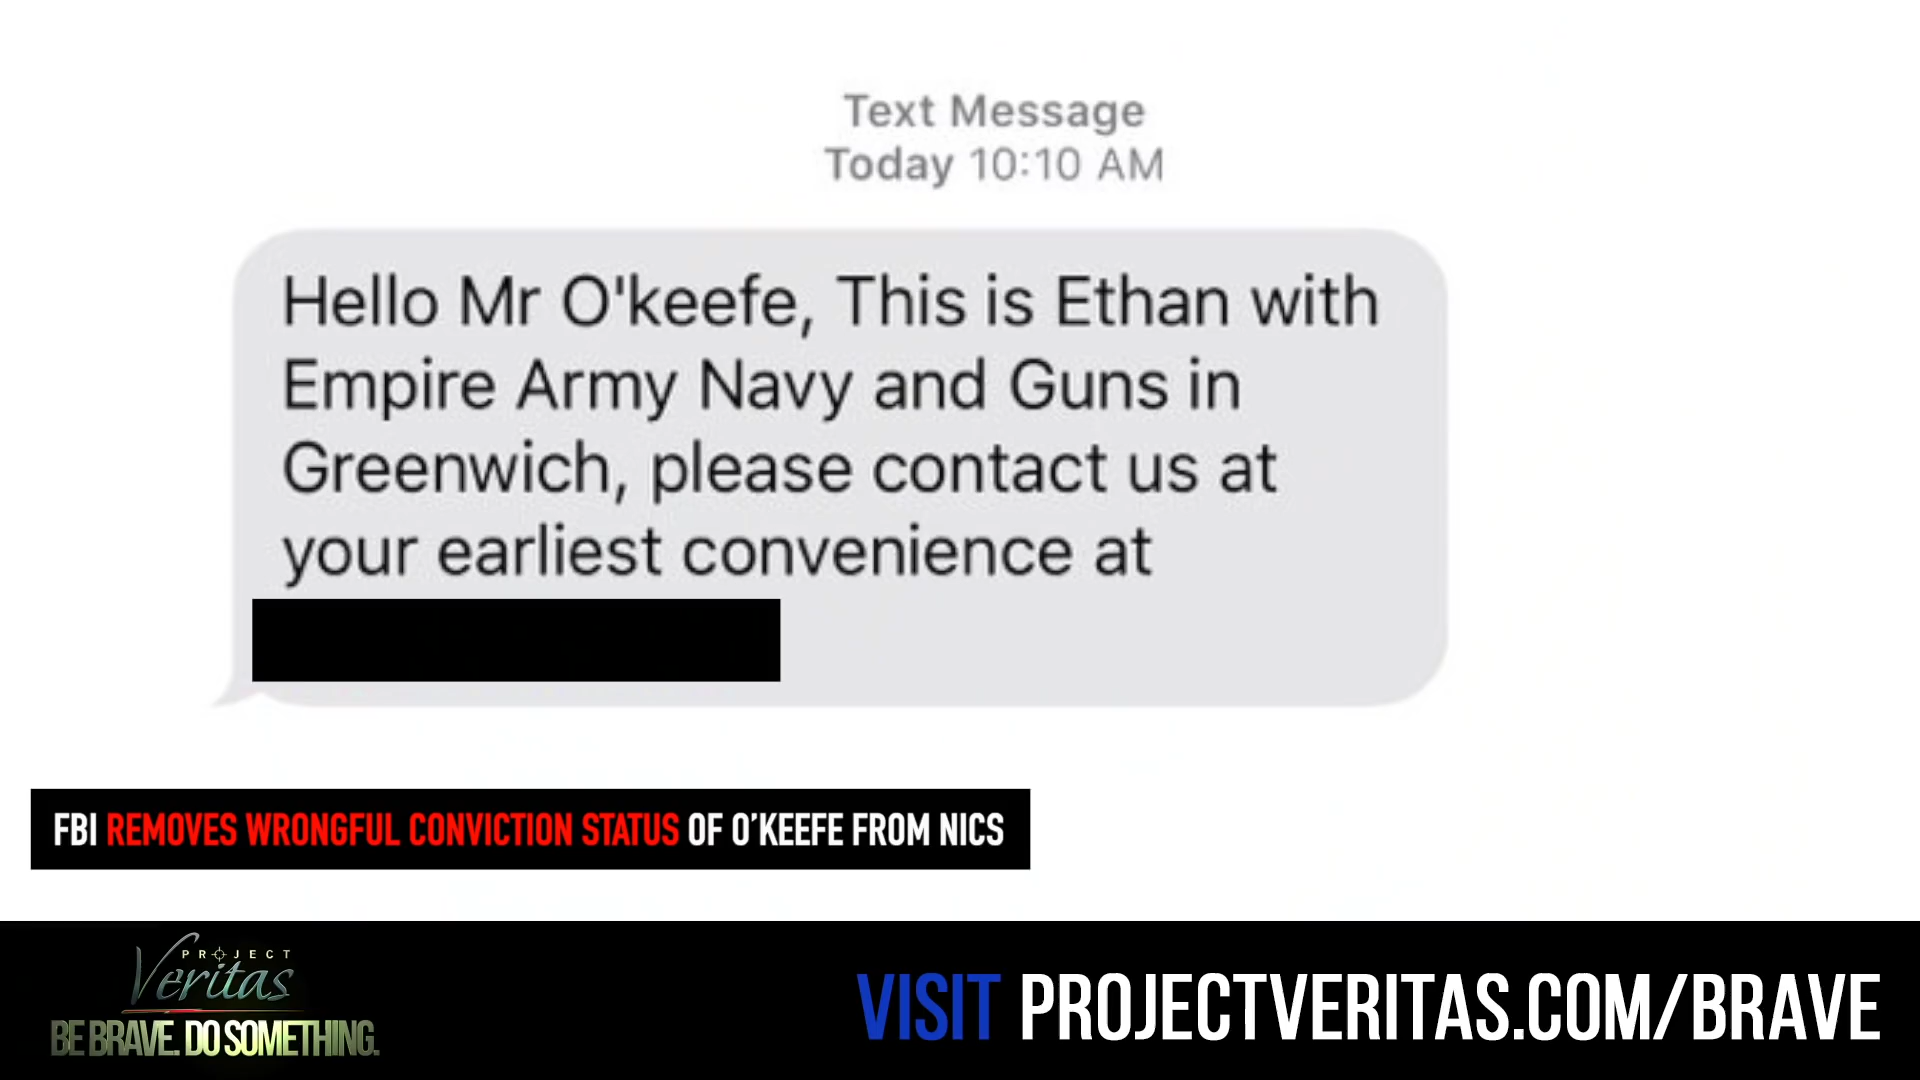 Text Message
Today 10:10 AM
Hello Mr O'keefe, This is Ethan with
Empire Army Navy and Guns in
Greenwich, please contact us at
your earliest convenience at
FBI REMOVES WRONGFUL CONVICTION STATUS OF O'KEEFE FROM NICS
PROJECT
Veritas
BE BRAVE. DO SOMETHING.
VISIT PROJECTVERITAS.COM/BRAVE